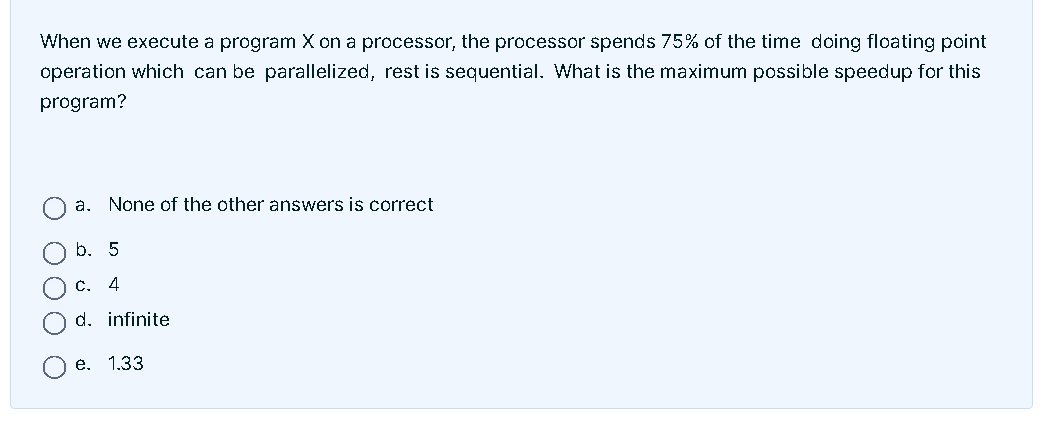 When we execute a program X on a processor, the processor spends 75% of the time doing floating point
operation which can be parallelized, rest is sequential. What is the maximum possible speedup for this
program?
a. None of the other answers is correct
b. 5
c. 4
d. infinite
e. 1.33